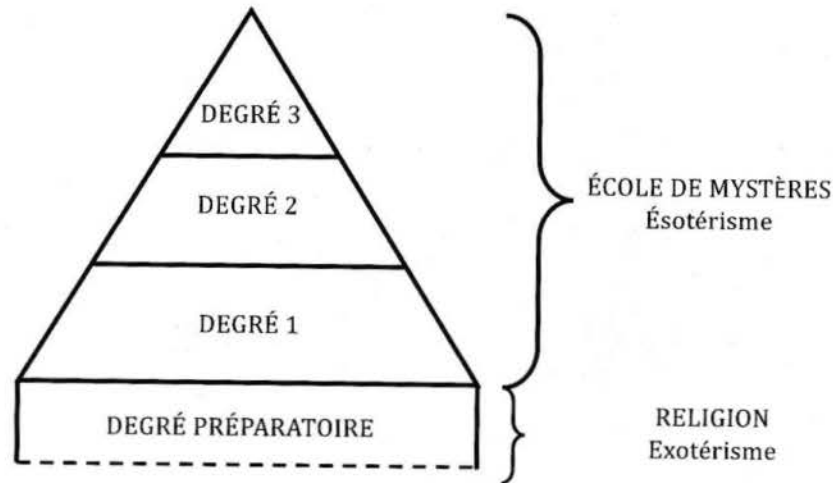 DEGRÉ 3
DEGRÉ 2
DEGRÉ 1
DEGRÉ PRÉPARATOIRE
ÉCOLE DE MYSTÈRES
Ésotérisme
RELIGION
Exotérisme